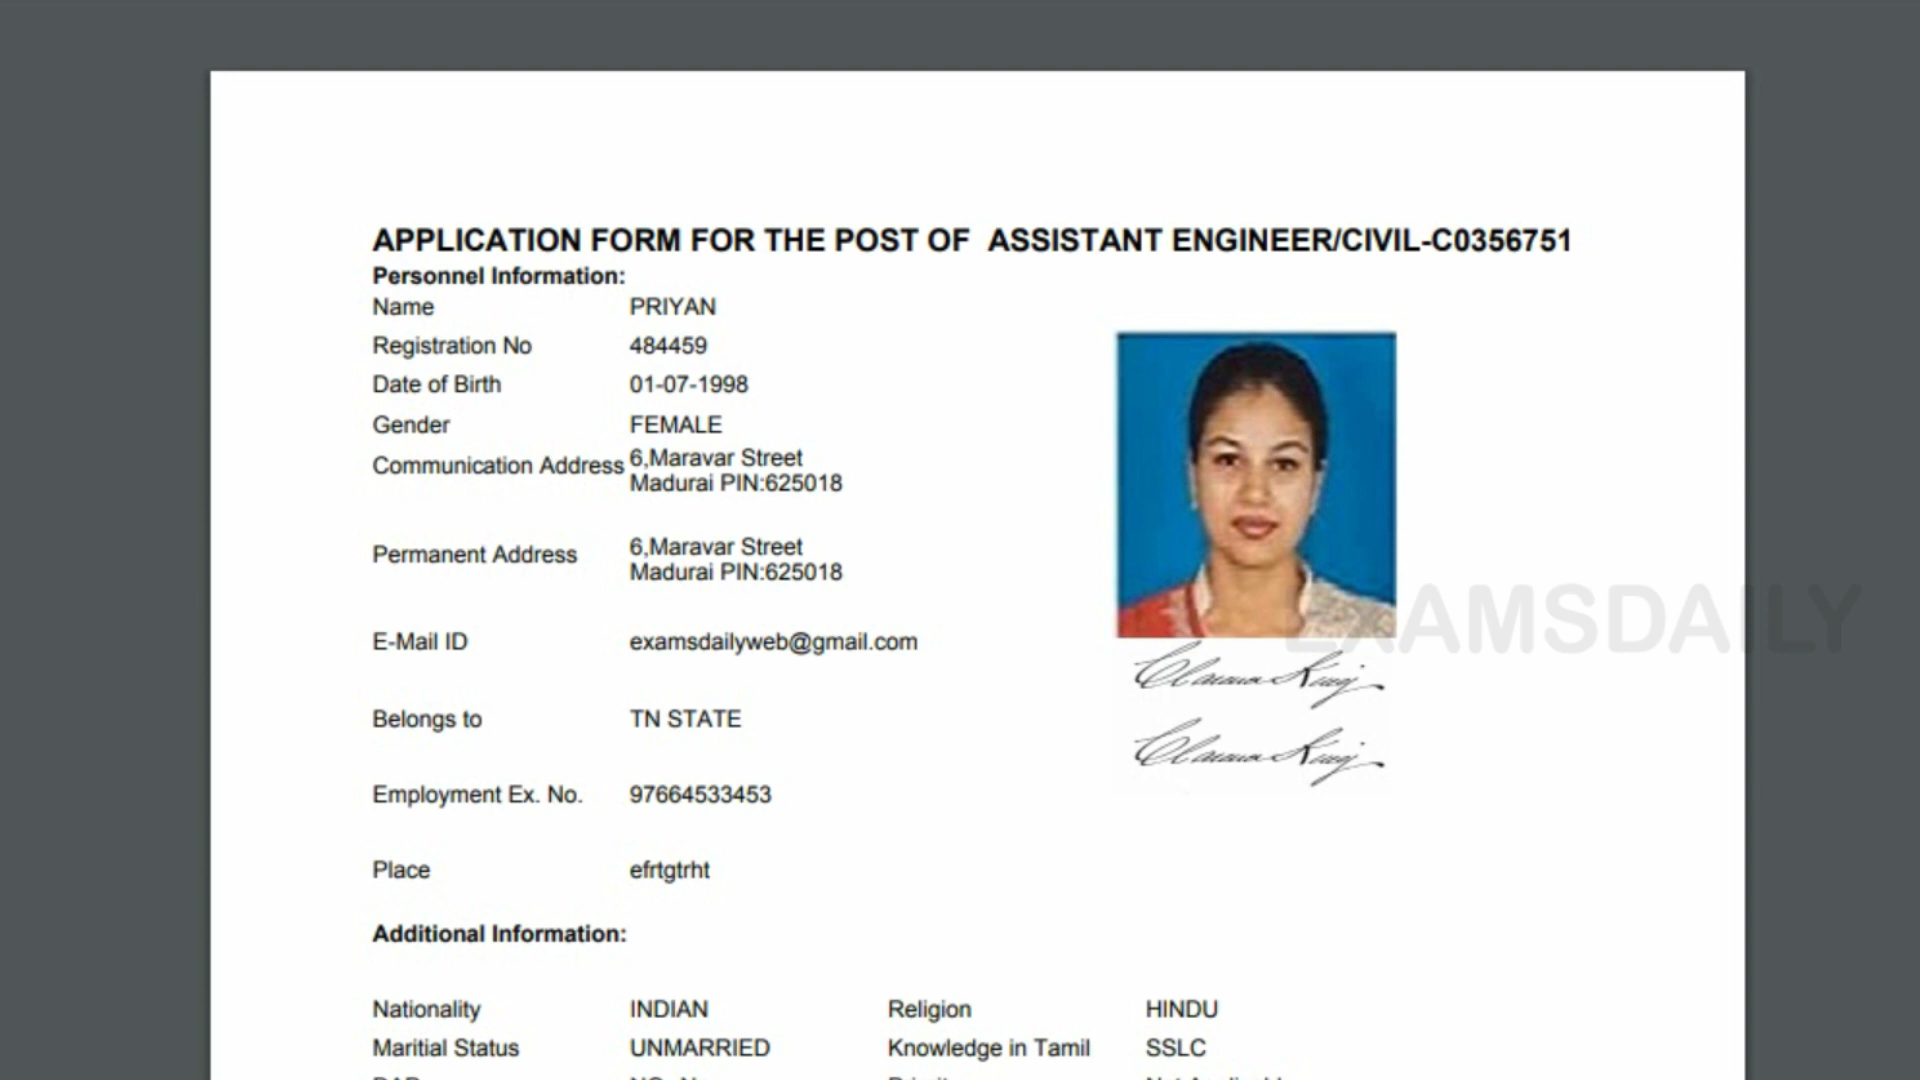 APPLICATION FORM FOR THE POST OF ASSISTANT ENGINEER/CIVIL-C0356751
Personnel Information:
Name PRIYAN
Registration No 484459
Date of Birth 01-07-1998
Gender FEMALE
Communication Address 6,Maravar Street
Madurai PIN:625018
Permanent Address 6,Maravar Street
Madurai PIN:625018
EXAMSDAILY
E-Mail ID examsdailyweb@gmail.com
Belongs to TN STATE
Employment Ex. No. 97664533453
Place efrtgtrht
Additional Information:
Nationality INDIAN Religion HINDU
Maritial Status UNMARRIED Knowledge in Tamil SSLC